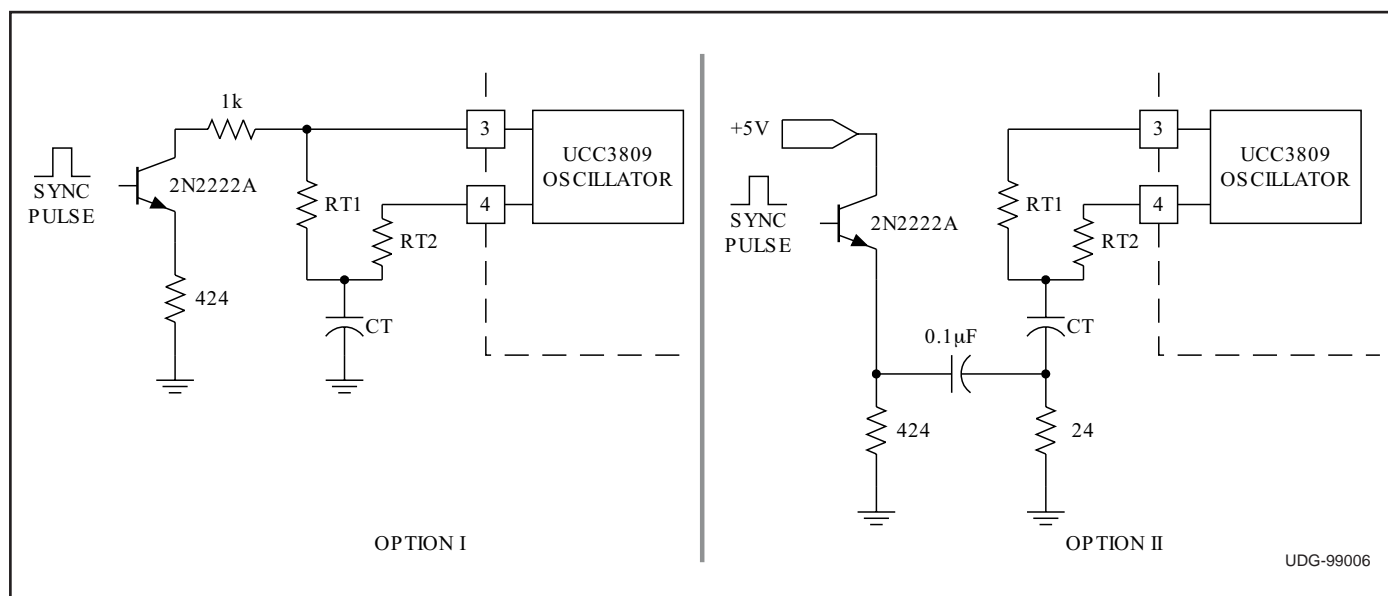 1k
3
UCC3809
OSCILLATOR
SYNC
PULSE
2N2222A
RT1
4
RT2
424
CT
OPTION I
+5V
3
UCC3809
OSCILLATOR
SYNC
PULSE
2N2222A
RT1
4
RT2
0.1µF
CT
424
24
OPTION II
UDG-99006